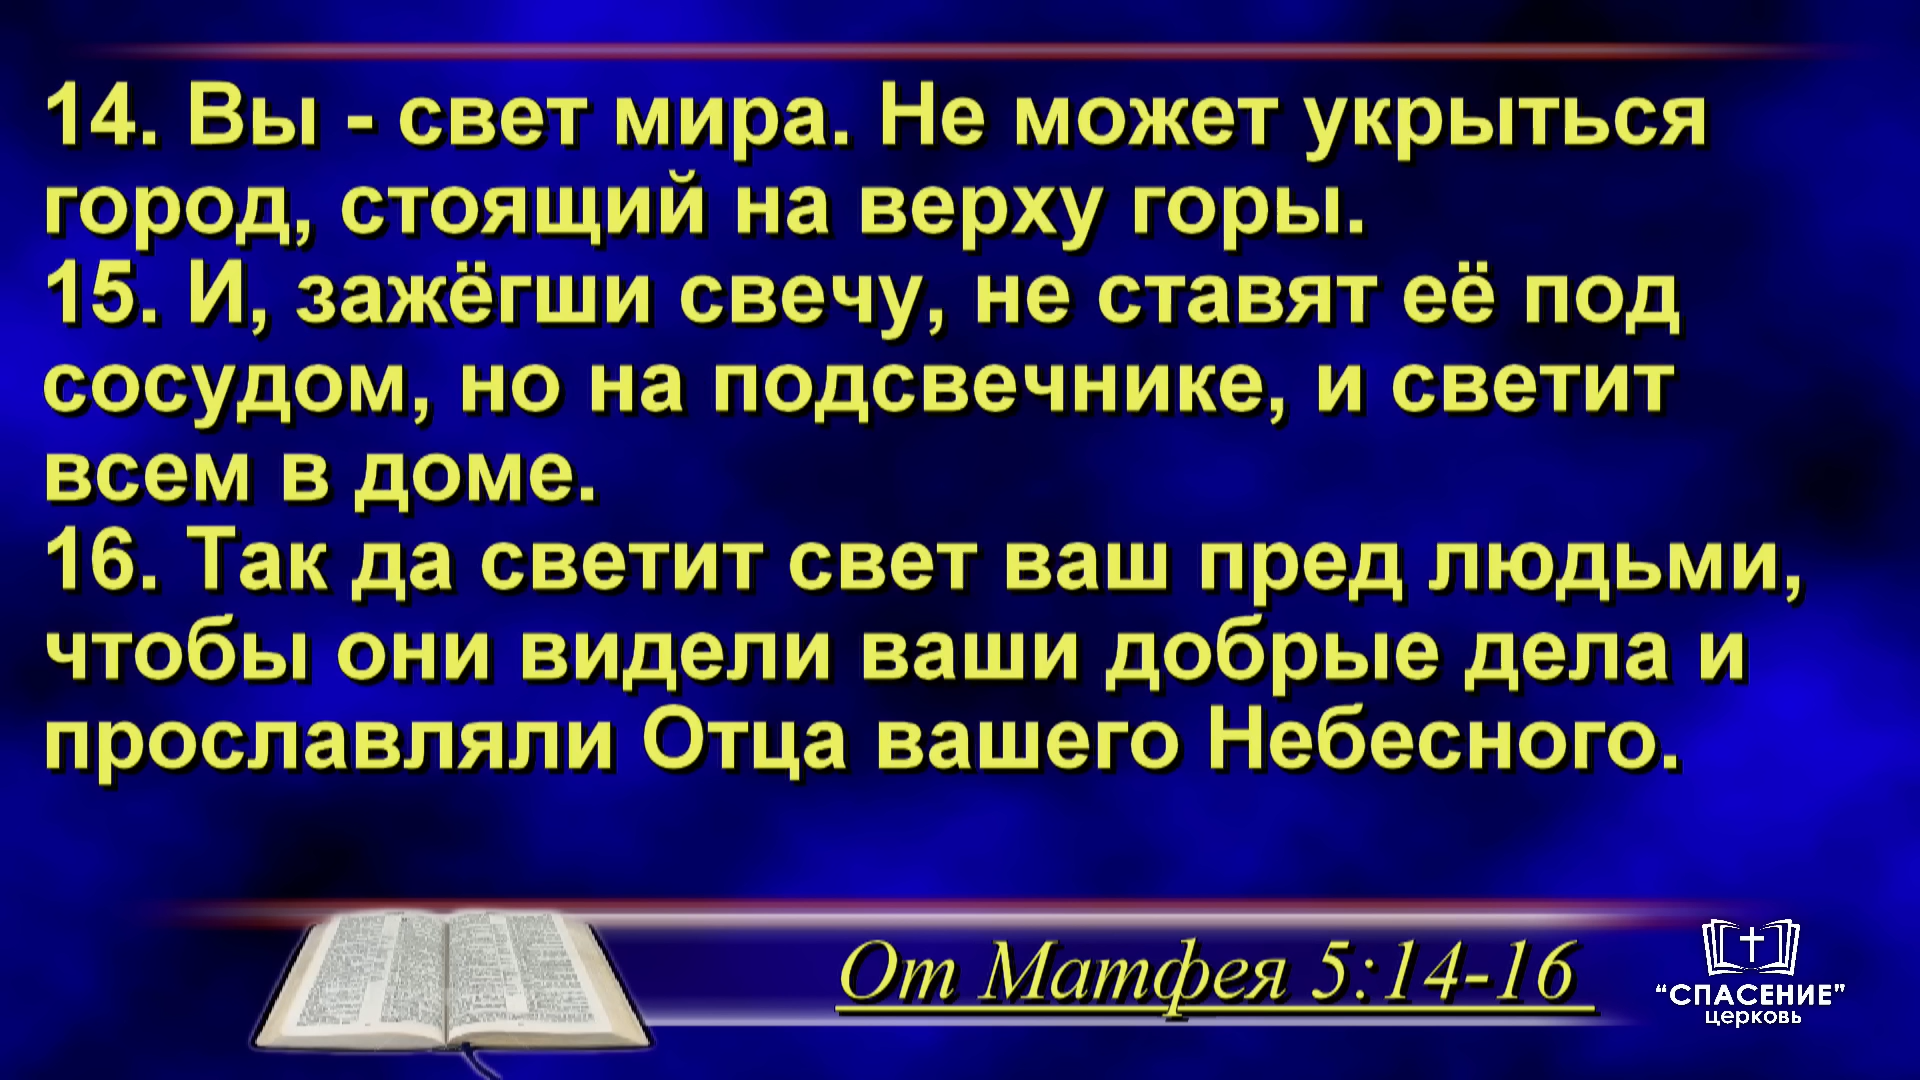 14. Вы - свет мира. Не может укрыться
город, стоящий на верху горы.
15. И, зажёгши свечу, не ставят её под
сосудом, но на подсвечнике, и светит
всем в доме.
16. Так да светит свет ваш пред людьми,
чтобы они видели ваши добрые дела и
прославляли Отца вашего Небесного.
От Матфея 5:14-16
“СПАСЕНИЕ”
церковь